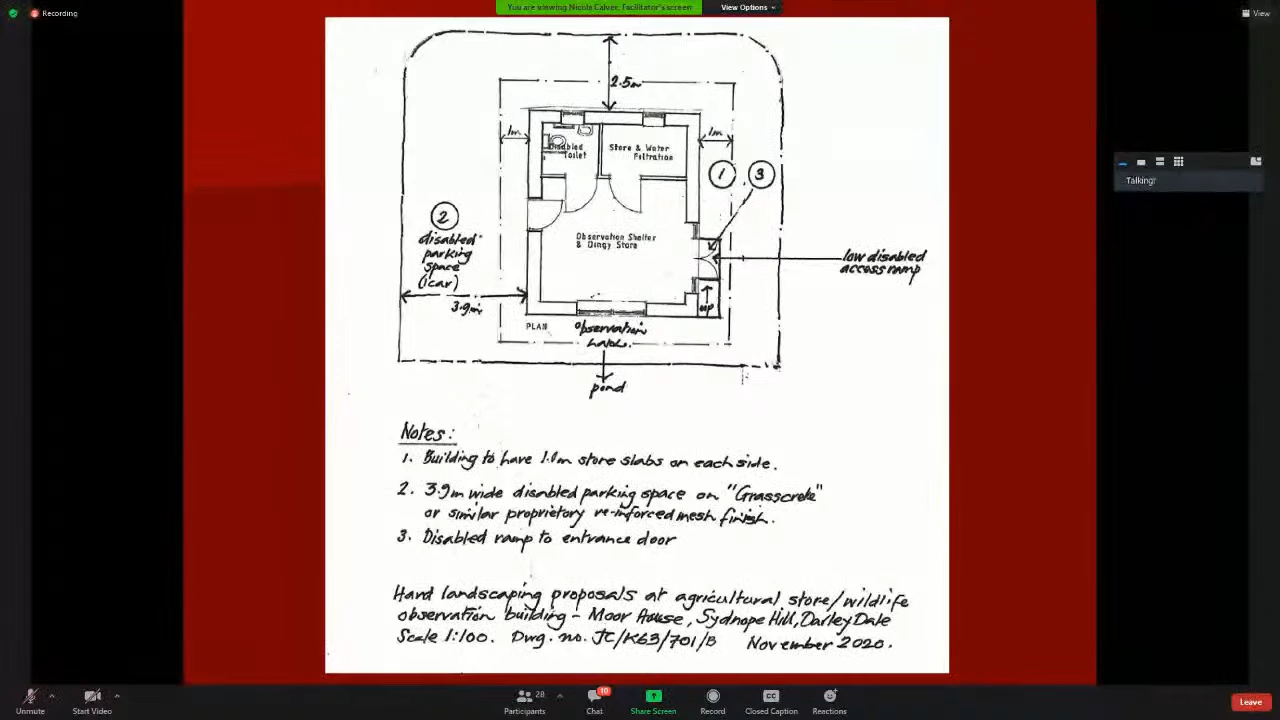 Recording
You are viewing Nicola Calver, Facilitator's screen
View Options
View
Talking:
2.5m
1m
1m
Disabled
Toilet
Store & Water
Filtration
1
3
2
disabled
parking
space
(1 car)
Observation Shelter
& Dingy Store
low disabled
access ramp
3.9m
up
PLAN
observation
pond
Notes:
1. Building to have 1.0m store slabs on each side.
2. 3.9m wide disabled parking space on "Grasscrete"
or similar proprietary re-inforced mesh finish.
3. Disabled ramp to entrance door
Hard landscaping proposals at agricultural store/wildlife
observation building - Moor House, Sydnope Hill, Darley Dale
Scale 1:100. Dwg. no. JC/K63/701/B November 2020.
Unmute
Start Video
28
Participants
10
Chat
Share Screen
Record
CC
Closed Caption
Reactions
Leave